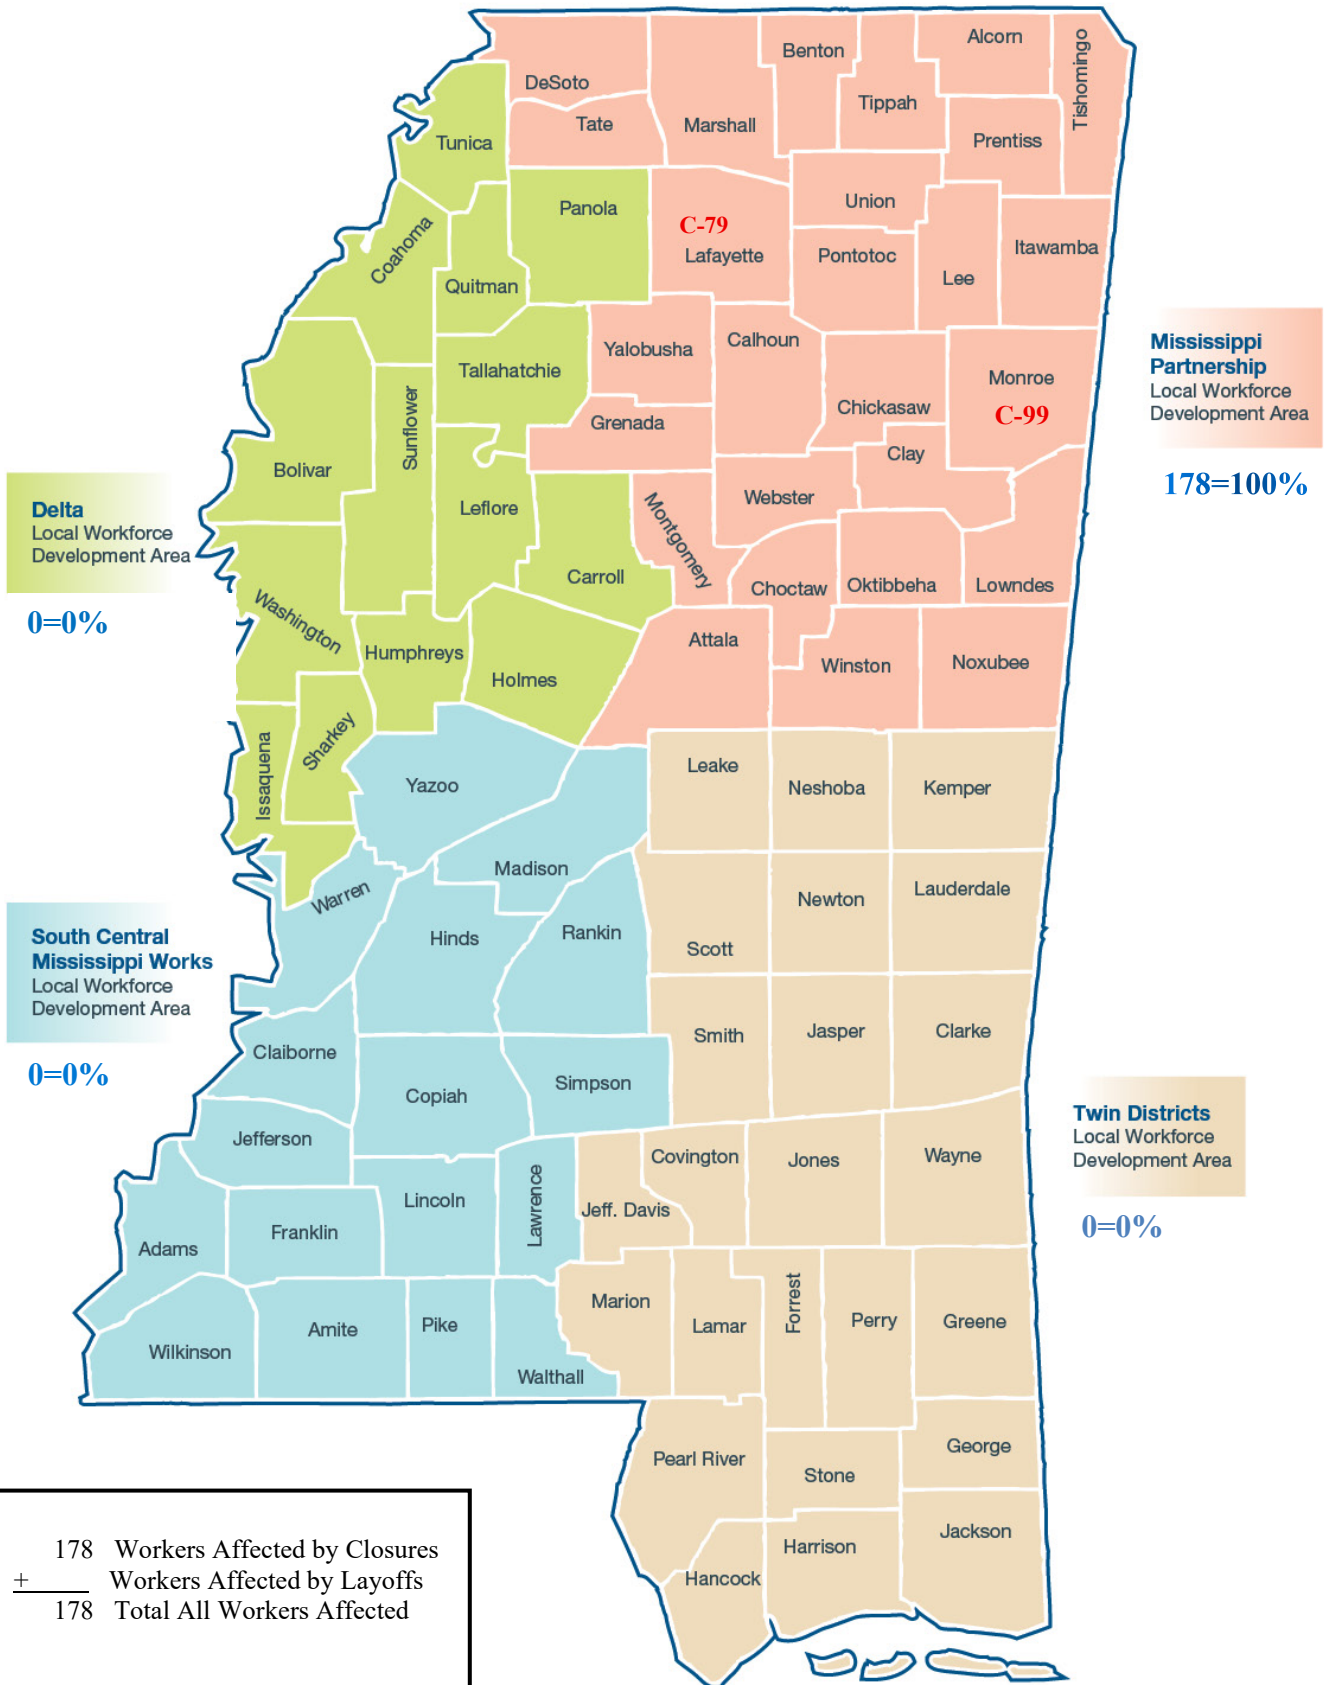 DeSoto
Tate
Marshall
Benton
Tippah
Alcorn
Tishomingo
Prentiss
Tunica
Panola
C-79
Lafayette
Union
Pontotoc
Lee
Itawamba
Coahoma
Quitman
Tallahatchie
Yalobusha
Calhoun
Chickasaw
Monroe
C-99
Mississippi
Partnership
Local Workforce
Development Area
178=100%
Sunflower
Grenada
Clay
Bolivar
Leflore
Montgomery
Webster
Delta
Local Workforce
Development Area
0=0%
Carroll
Choctaw
Oktibbeha
Lowndes
Washington
Humphreys
Holmes
Attala
Winston
Noxubee
Issaquena
Sharkey
Yazoo
Leake
Neshoba
Kemper
Madison
Warren
Hinds
Rankin
Scott
Newton
Lauderdale
South Central
Mississippi Works
Local Workforce
Development Area
0=0%
Claiborne
Copiah
Simpson
Smith
Jasper
Clarke
Jefferson
Twin Districts
Local Workforce
Development Area
0=0%
Lincoln
Lawrence
Jeff. Davis
Covington
Jones
Wayne
Adams
Franklin
Wilkinson
Amite
Pike
Walthall
Marion
Lamar
Forrest
Perry
Greene
Pearl River
Stone
George
Hancock
Harrison
Jackson
178 Workers Affected by Closures
+ Workers Affected by Layoffs
178 Total All Workers Affected